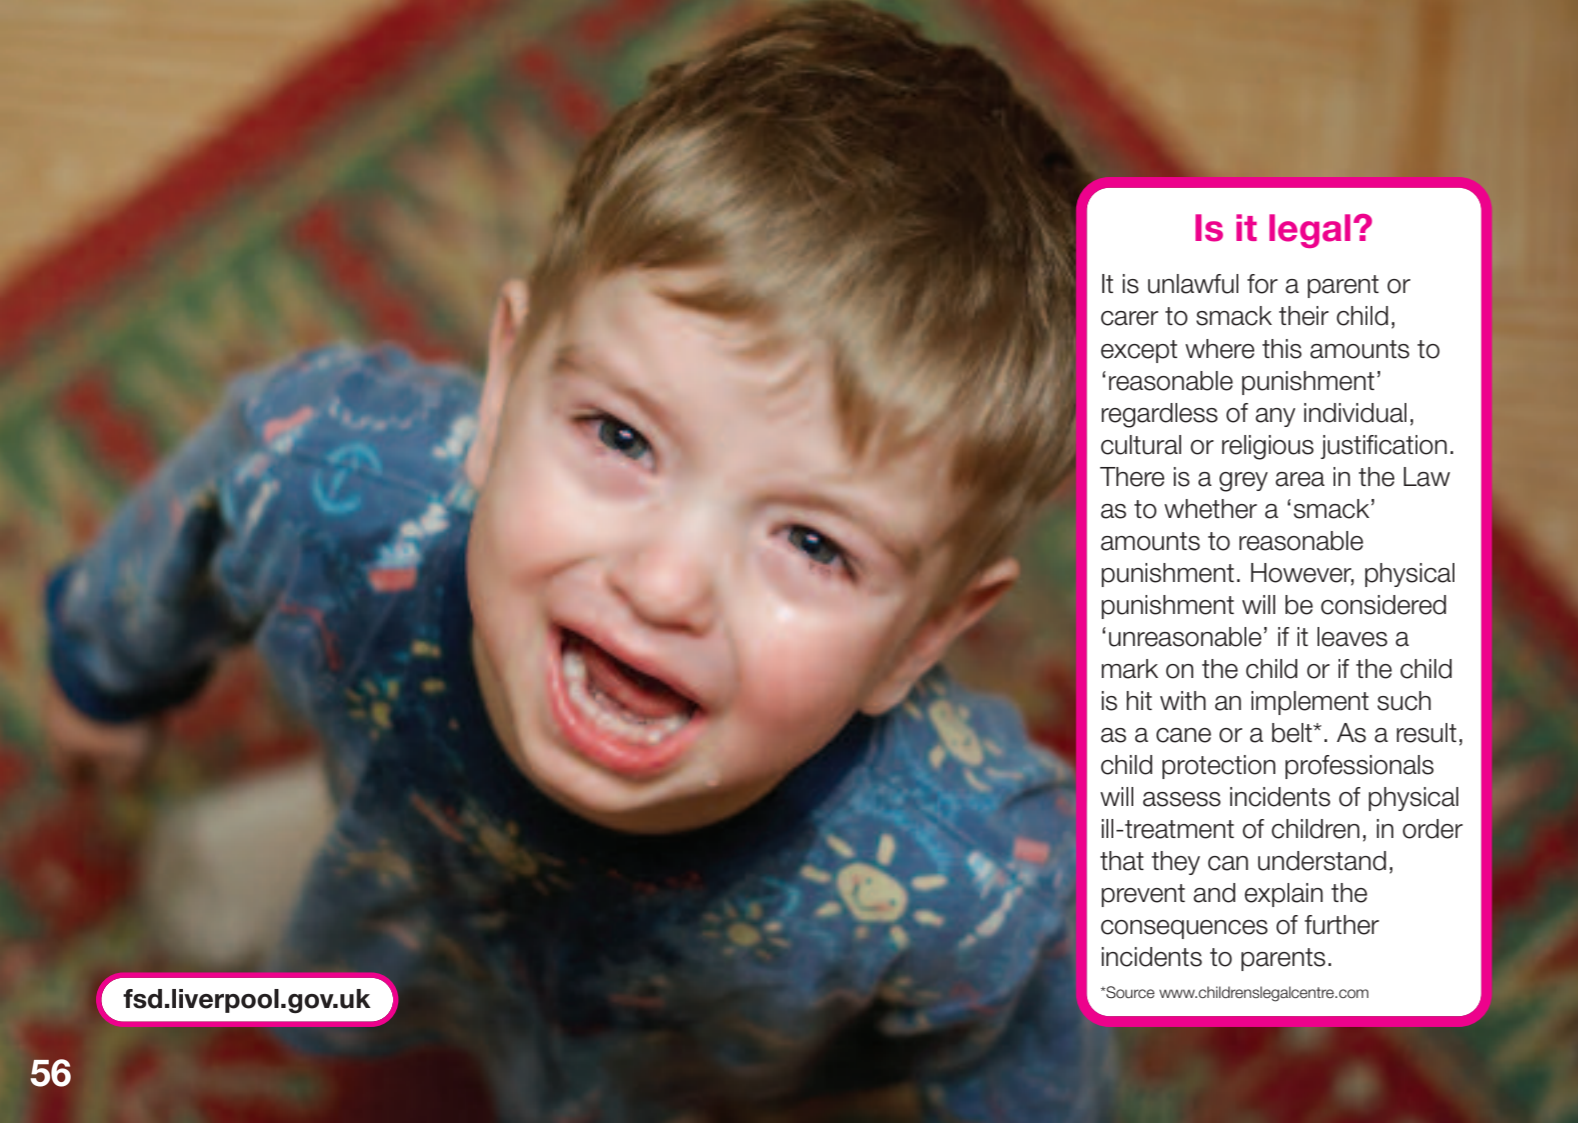 Is it legal?
It is unlawful for a parent or
carer to smack their child,
except where this amounts to
‘reasonable punishment’
regardless of any individual,
cultural or religious justification.
There is a grey area in the Law
as to whether a ‘smack’
amounts to reasonable
punishment. However, physical
punishment will be considered
‘unreasonable’ if it leaves a
mark on the child or if the child
is hit with an implement such
as a cane or a belt*. As a result,
child protection professionals
will assess incidents of physical
ill-treatment of children, in order
that they can understand,
prevent and explain the
consequences of further
incidents to parents.
*Source www.childrenslegalcentre.com
fsd.liverpool.gov.uk
56